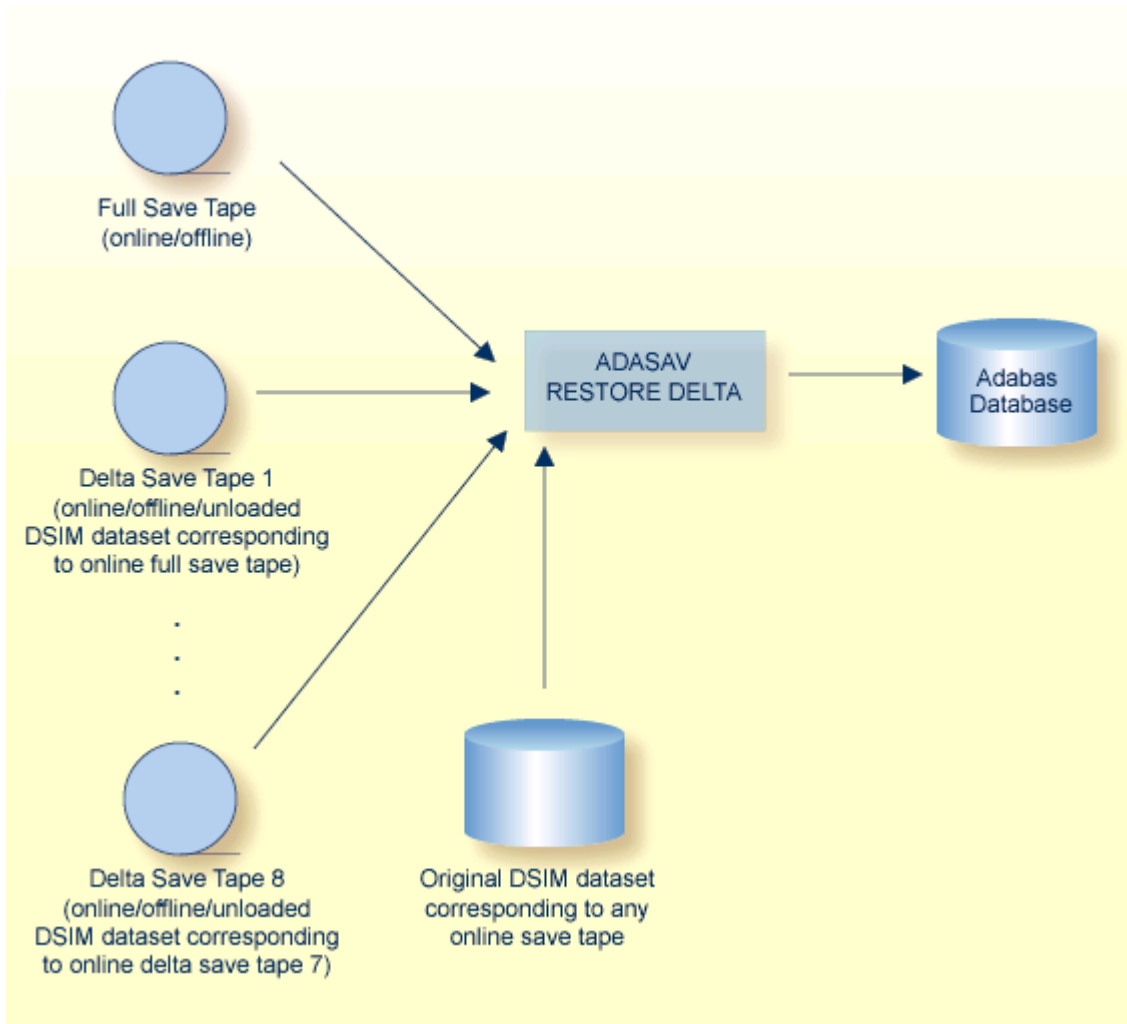 Full Save Tape
(online/offline)
ADASAV
RESTORE DELTA
Adabas
Database
Delta Save Tape 1
(online/offline/unloaded
DSIM dataset corresponding
to online full save tape)
.
.
.
Delta Save Tape 8
(online/offline/unloaded
DSIM dataset corresponding
to online delta save tape 7)
Original DSIM dataset
corresponding to any
online save tape